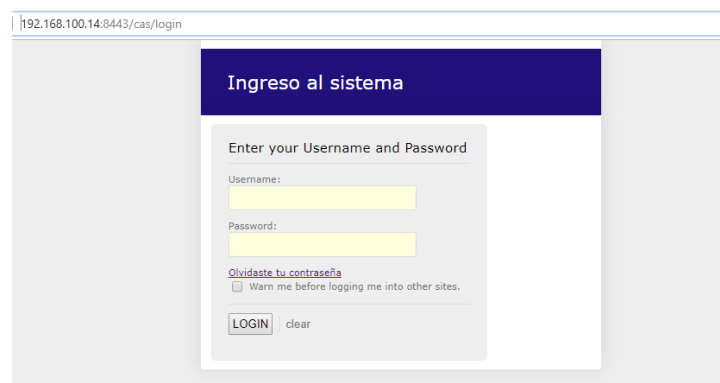 192.168.100.14:8443/cas/login
Ingreso al sistema
Enter your Username and Password
Username:
Password:
Olvidaste tu contraseña
Warn me before logging me into other sites.
LOGIN clear